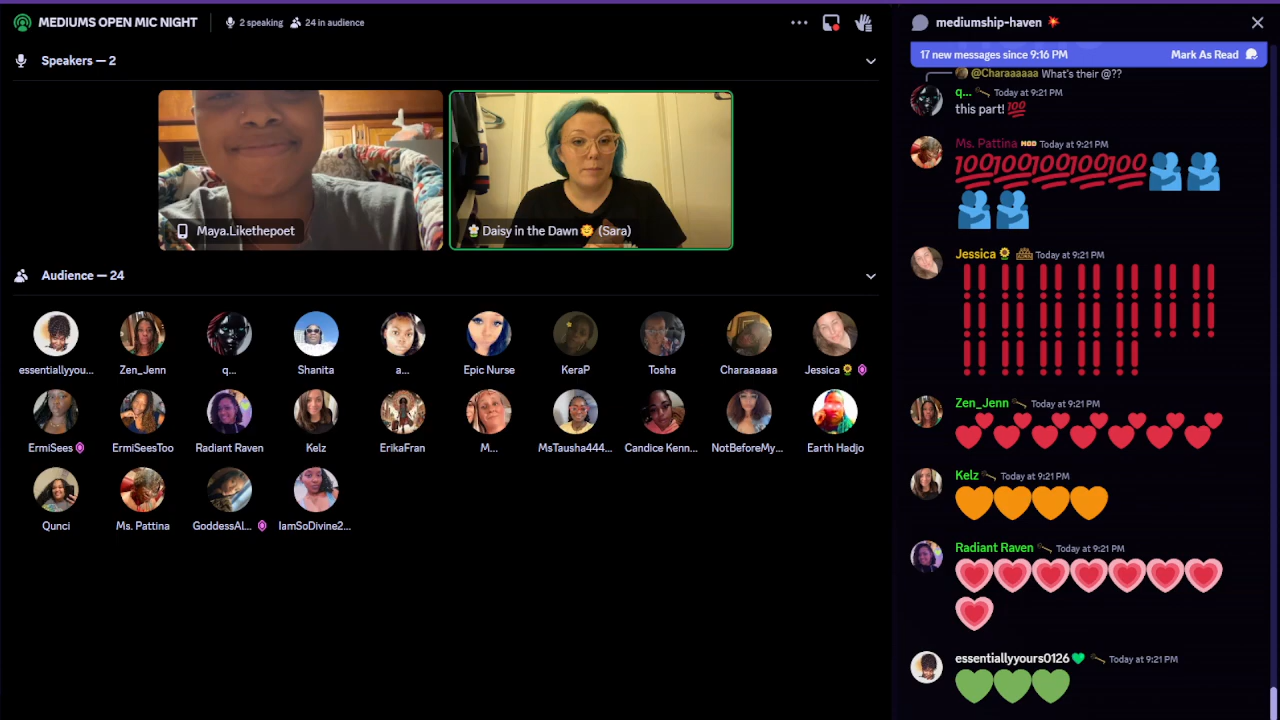 MEDIUMS OPEN MIC NIGHT
2 speaking
24 in audience
Speakers — 2
Maya.Likethepoet
Daisy in the Dawn (Sara)
Audience — 24
essentiallyyou...
Zen_Jenn
q...
Shanita
a...
Epic Nurse
KeraP
Tosha
Charaaaaaa
Jessica
ErmiSees
ErmiSeesToo
Radiant Raven
Kelz
ErikaFran
M...
MsTausha444...
Candice Kenn...
NotBeforeMy...
Earth Hadjo
Qunci
Ms. Pattina
GoddessAl...
IamSoDivine2...
mediumship-haven
17 new messages since 9:16 PM
Mark As Read
@Charaaaaaa What's their @??
q... Today at 9:21 PM
this part! 💯
Ms. Pattina MOD Today at 9:21 PM
💯💯💯💯💯
Jessica Today at 9:21 PM
Zen_Jenn Today at 9:21 PM
Kelz Today at 9:21 PM
Radiant Raven Today at 9:21 PM
essentiallyyours0126 Today at 9:21 PM